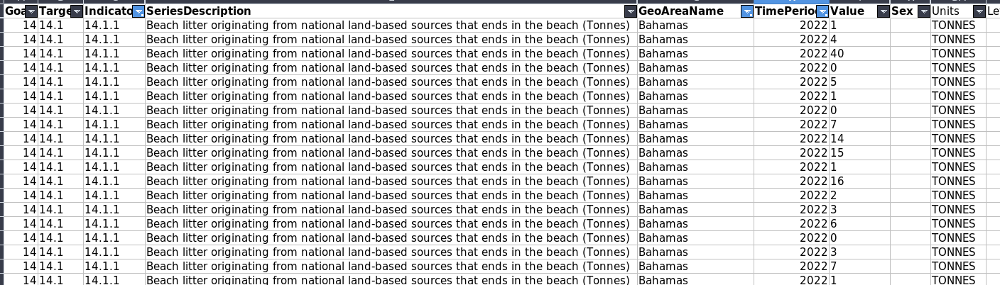 Goa Targe Indicato SeriesDescription GeoAreaName TimePerio Value Sex Units Le
14 14.1 14.1.1 Beach litter originating from national land-based sources that ends in the beach (Tonnes) Bahamas 2022 1 TONNES
14 14.1 14.1.1 Beach litter originating from national land-based sources that ends in the beach (Tonnes) Bahamas 2022 4 TONNES
14 14.1 14.1.1 Beach litter originating from national land-based sources that ends in the beach (Tonnes) Bahamas 2022 40 TONNES
14 14.1 14.1.1 Beach litter originating from national land-based sources that ends in the beach (Tonnes) Bahamas 2022 0 TONNES
14 14.1 14.1.1 Beach litter originating from national land-based sources that ends in the beach (Tonnes) Bahamas 2022 5 TONNES
14 14.1 14.1.1 Beach litter originating from national land-based sources that ends in the beach (Tonnes) Bahamas 2022 1 TONNES
14 14.1 14.1.1 Beach litter originating from national land-based sources that ends in the beach (Tonnes) Bahamas 2022 0 TONNES
14 14.1 14.1.1 Beach litter originating from national land-based sources that ends in the beach (Tonnes) Bahamas 2022 7 TONNES
14 14.1 14.1.1 Beach litter originating from national land-based sources that ends in the beach (Tonnes) Bahamas 2022 14 TONNES
14 14.1 14.1.1 Beach litter originating from national land-based sources that ends in the beach (Tonnes) Bahamas 2022 15 TONNES
14 14.1 14.1.1 Beach litter originating from national land-based sources that ends in the beach (Tonnes) Bahamas 2022 1 TONNES
14 14.1 14.1.1 Beach litter originating from national land-based sources that ends in the beach (Tonnes) Bahamas 2022 16 TONNES
14 14.1 14.1.1 Beach litter originating from national land-based sources that ends in the beach (Tonnes) Bahamas 2022 2 TONNES
14 14.1 14.1.1 Beach litter originating from national land-based sources that ends in the beach (Tonnes) Bahamas 2022 3 TONNES
14 14.1 14.1.1 Beach litter originating from national land-based sources that ends in the beach (Tonnes) Bahamas 2022 6 TONNES
14 14.1 14.1.1 Beach litter originating from national land-based sources that ends in the beach (Tonnes) Bahamas 2022 0 TONNES
14 14.1 14.1.1 Beach litter originating from national land-based sources that ends in the beach (Tonnes) Bahamas 2022 3 TONNES
14 14.1 14.1.1 Beach litter originating from national land-based sources that ends in the beach (Tonnes) Bahamas 2022 7 TONNES
14 14.1 14.1.1 Beach litter originating from national land-based sources that ends in the beach (Tonnes) Bahamas 2022 1 TONNES